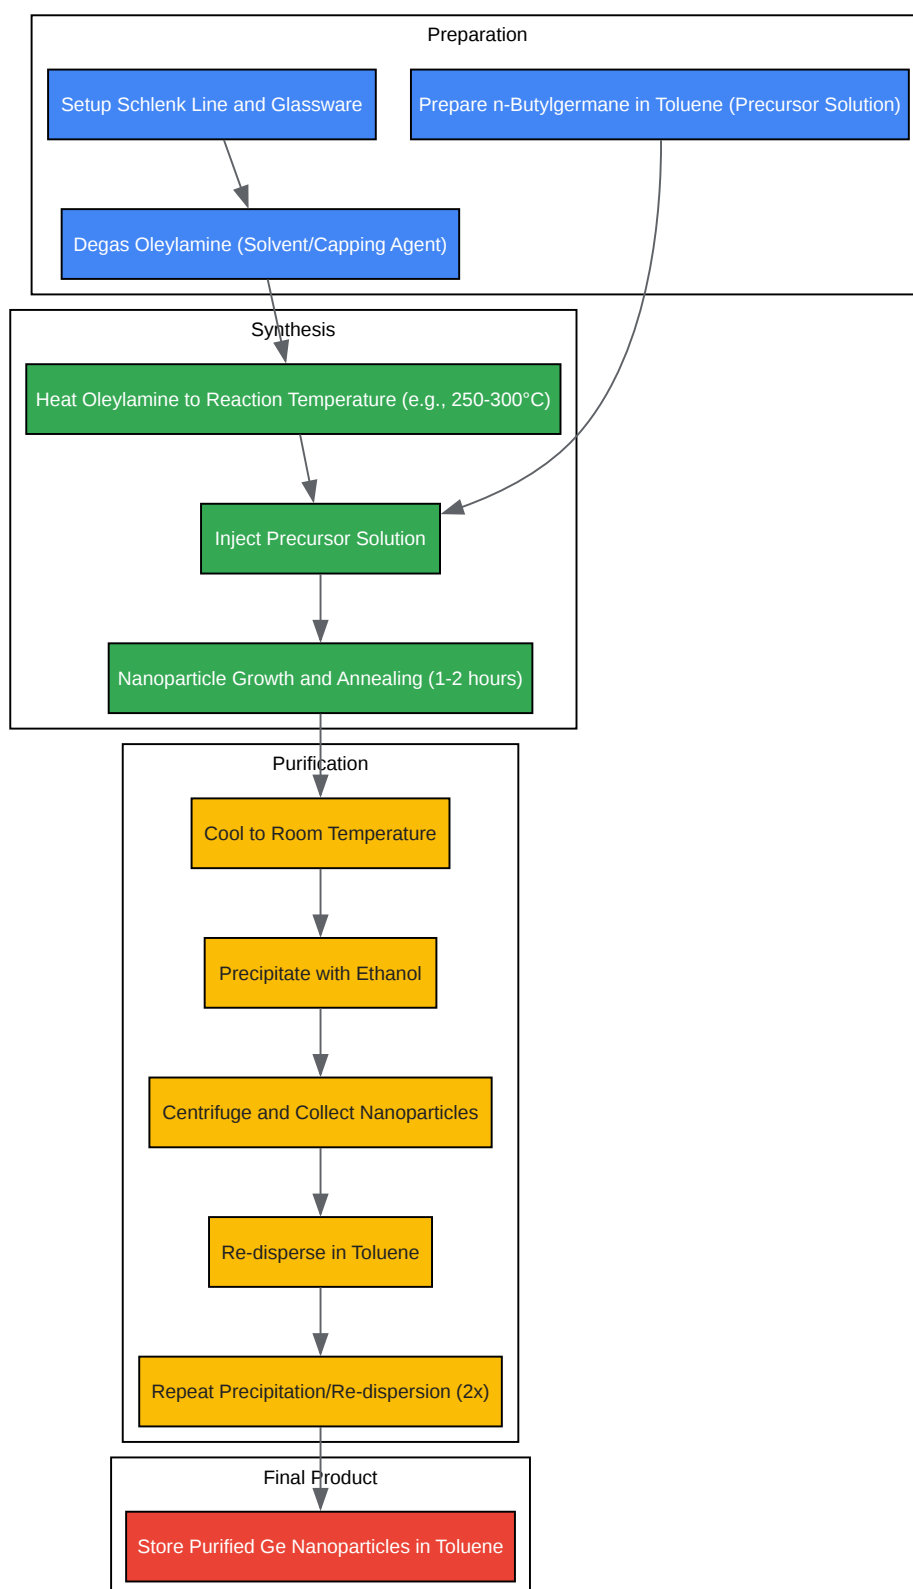 Preparation
Setup Schlenk Line and Glassware
Prepare n-Butylgermane in Toluene (Precursor Solution)
Degas Oleylamine (Solvent/Capping Agent)
Synthesis
Heat Oleylamine to Reaction Temperature (e.g., 250-300°C)
Inject Precursor Solution
Nanoparticle Growth and Annealing (1-2 hours)
Purification
Cool to Room Temperature
Precipitate with Ethanol
Centrifuge and Collect Nanoparticles
Re-disperse in Toluene
Repeat Precipitation/Re-dispersion (2x)
Final Product
Store Purified Ge Nanoparticles in Toluene